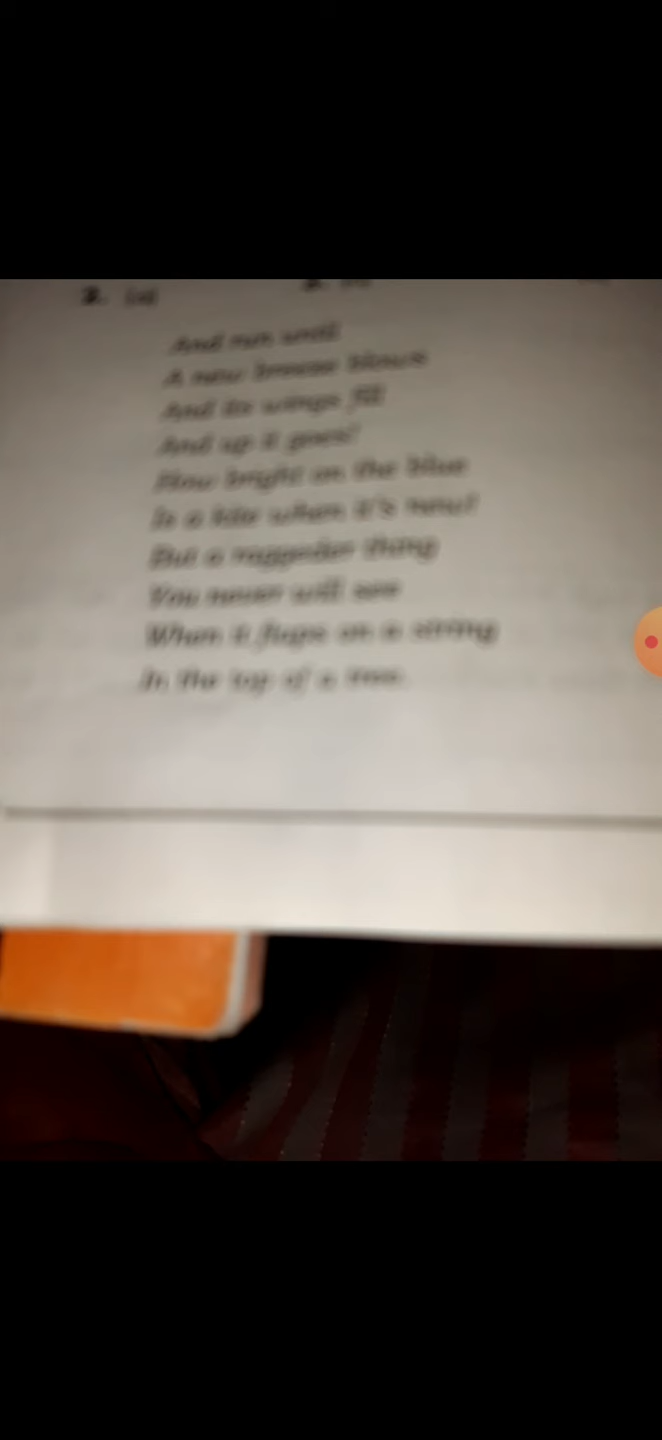 2.
And run until
A new breeze blows
And its wings fill
And up it goes!
How bright on the blue
Is a kite when it's new!
But a raggeder thing
You never will see
When it flaps on a string
In the top of a tree.